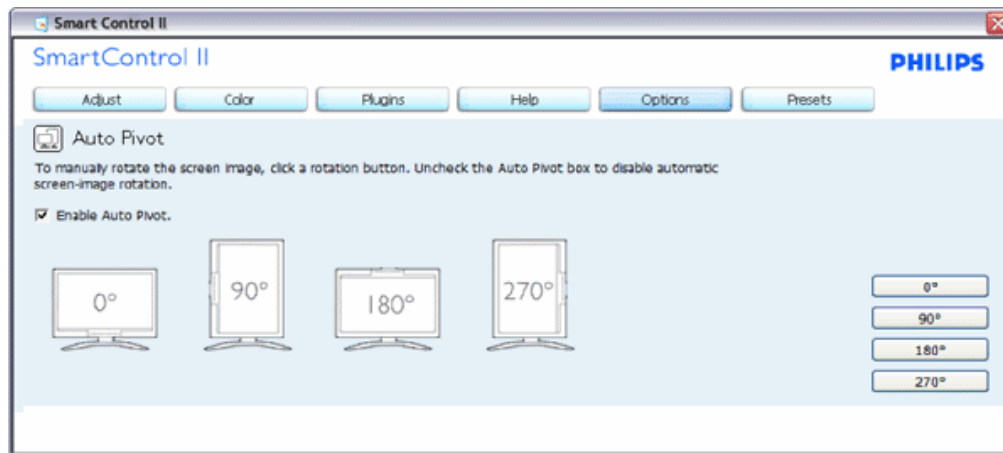 Smart Control II
SmartControl II
PHILIPS
Adjust Color Plugins Help Options Presets
Auto Pivot
To manualy rotate the screen image, click a rotation button. Uncheck the Auto Pivot box to disable automatic
screen-image rotation.
Enable Auto Pivot.
0° 90° 180° 270°
0°
90°
180°
270°